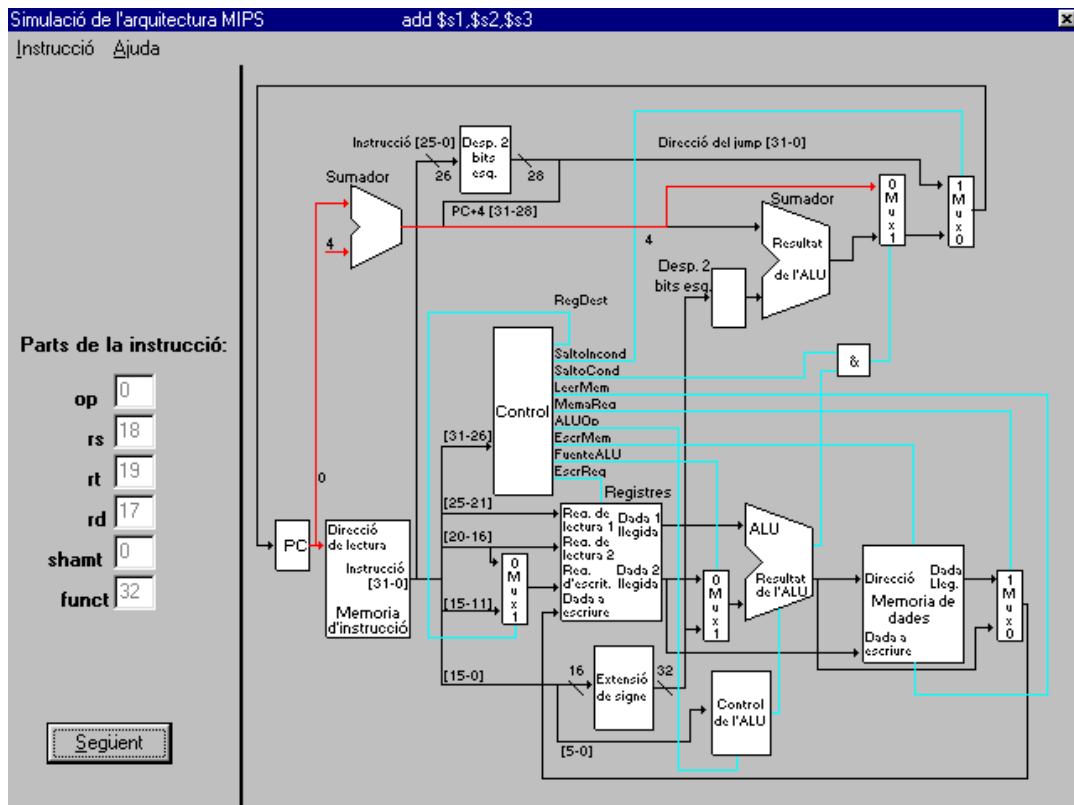 Simulació de l'arquitectura MIPS add $s1,$s2,$s3
Instrucció Ajuda
Parts de la instrucció:
op 0
rs 18
rt 19
rd 17
shamt 0
funct 32
Següent
Instrucció [25-0]
26
Desp. 2
bits
esq.
28
Direcció del jump [31-0]
Sumador
4
PC+4 [31-28]
4
Sumador
Resultat
de l'ALU
0
M
u
x
1
1
M
u
x
0
Desp. 2
bits esq.
RegDest
SaltoIncond
SaltoCond
LeerMem
MemaReg
ALUOp
EscrMem
FuenteALU
EscrReg
Control
&
0
PC
Direcció
de lectura
Instrucció
[31-0]
Memoria
d'instrucció
[31-26]
[25-21]
[20-16]
[15-11]
[15-0]
0
M
u
x
1
Registres
Reg. de
lectura 1
Reg. de
lectura 2
Reg.
d'escrit.
Dada a
escriure
Dada 1
llegida
Dada 2
llegida
0
M
u
x
1
ALU
Resultat
de l'ALU
Direcció
Dada
Lleg.
Memoria de
dades
Dada a
escriure
1
M
u
x
0
16
Extensió
de signe
32
Control
de l'ALU
[5-0]